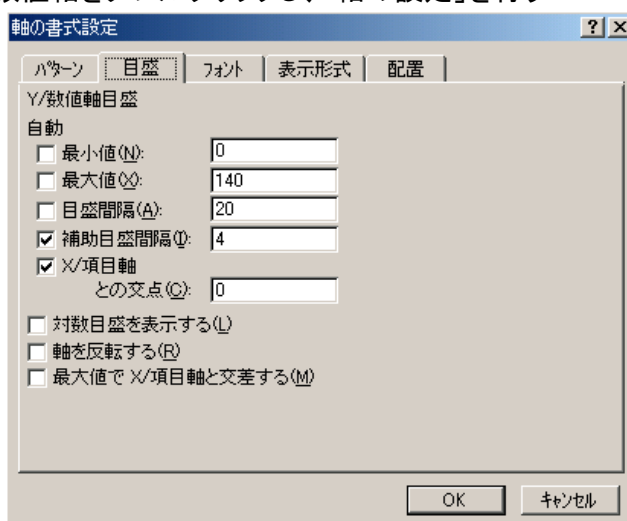 軸の書式設定
パターン 目盛 フォント 表示形式 配置
Y/数値軸目盛
自動
最小値(N): 0
最大値(X): 140
目盛間隔(A): 20
補助目盛間隔(I): 4
X/項目軸
との交点(C): 0
対数目盛を表示する(L)
軸を反転する(R)
最大値で X/項目軸と交差する(M)
OK キャンセル